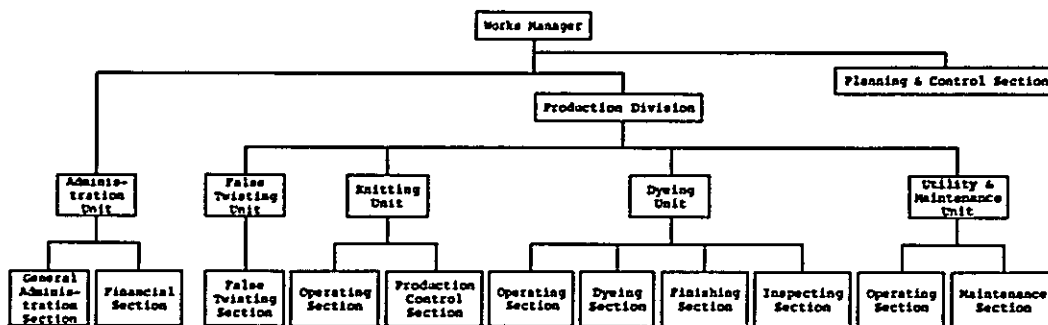 Works Manager
Planning & Control Section
Production Division
Adminis-
tration
Unit
False
Twisting
Unit
Knitting
Unit
Dyeing
Unit
Utility &
Maintenance
Unit
General
Adminis-
tration
Section
Financial
Section
False
Twisting
Section
Operating
Section
Production
Control
Section
Operating
Section
Dyeing
Section
Finishing
Section
Inspecting
Section
Operating
Section
Maintenance
Section